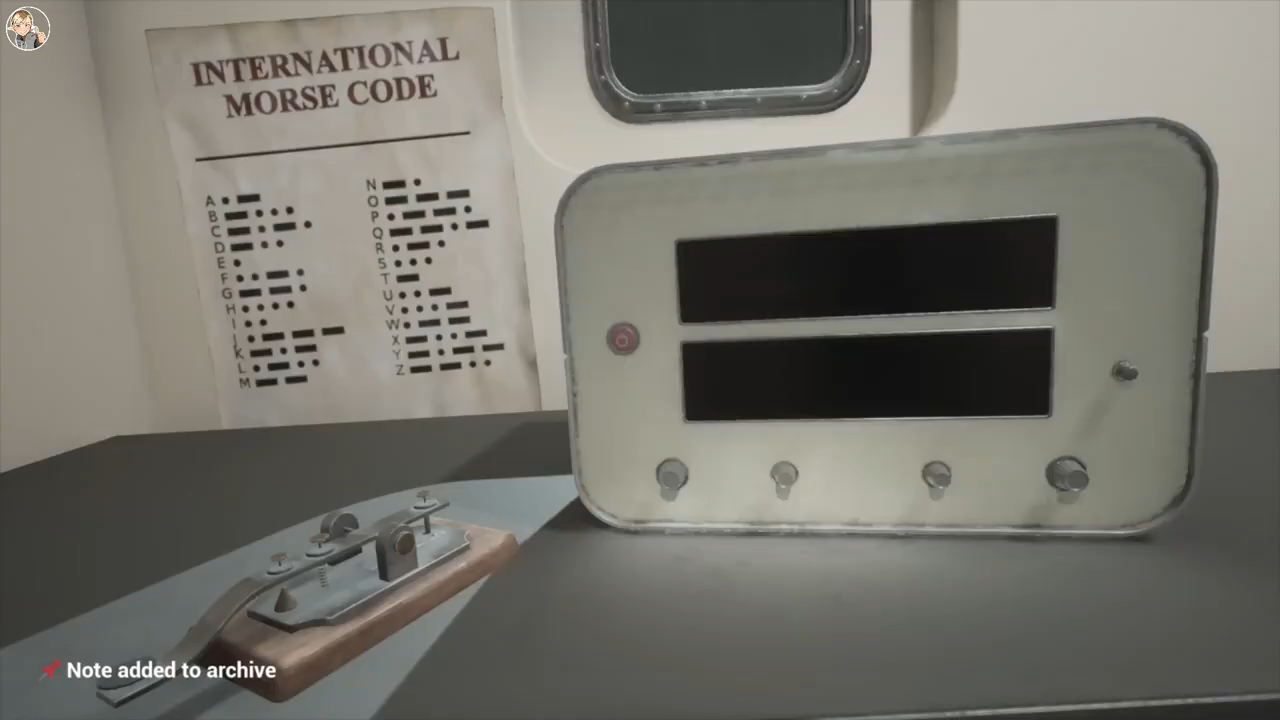 INTERNATIONAL
MORSE CODE
A • —
B — • • •
C — • — •
D — • •
E •
F • • — •
G — — •
H • • • •
I • •
J • — — —
K — • —
L • — • •
M — —
N — •
O — — —
P • — — •
Q — — • —
R • — •
S • • •
T —
U • • —
V • • • —
W • — —
X — • • —
Y — • — —
Z — — • •
Note added to archive